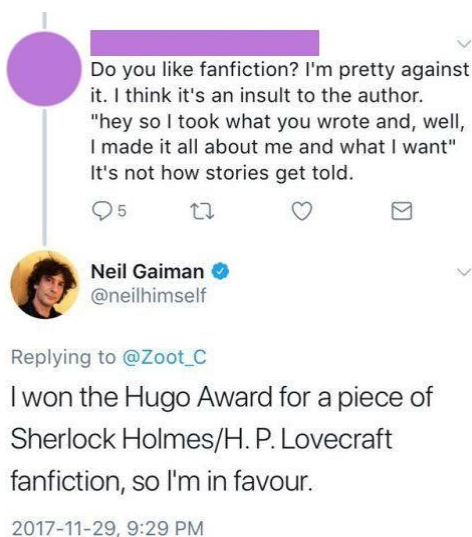 Do you like fanfiction? I'm pretty against
it. I think it's an insult to the author.
"hey so I took what you wrote and, well,
I made it all about me and what I want"
It's not how stories get told.
5
Neil Gaiman
@neilhimself
Replying to @Zoot_C
I won the Hugo Award for a piece of
Sherlock Holmes/H. P. Lovecraft
fanfiction, so I'm in favour.
2017-11-29, 9:29 PM